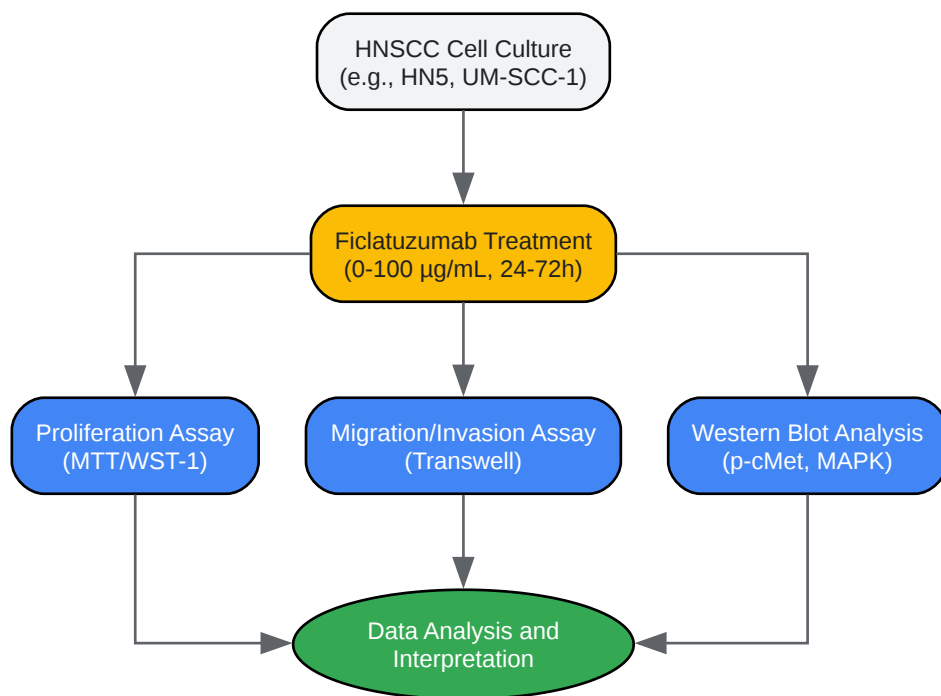 HNSCC Cell Culture
(e.g., HN5, UM-SCC-1)
Ficlatuzumab Treatment
(0-100 µg/mL, 24-72h)
Proliferation Assay
(MTT/WST-1)
Migration/Invasion Assay
(Transwell)
Western Blot Analysis
(p-cMet, MAPK)
Data Analysis and
Interpretation